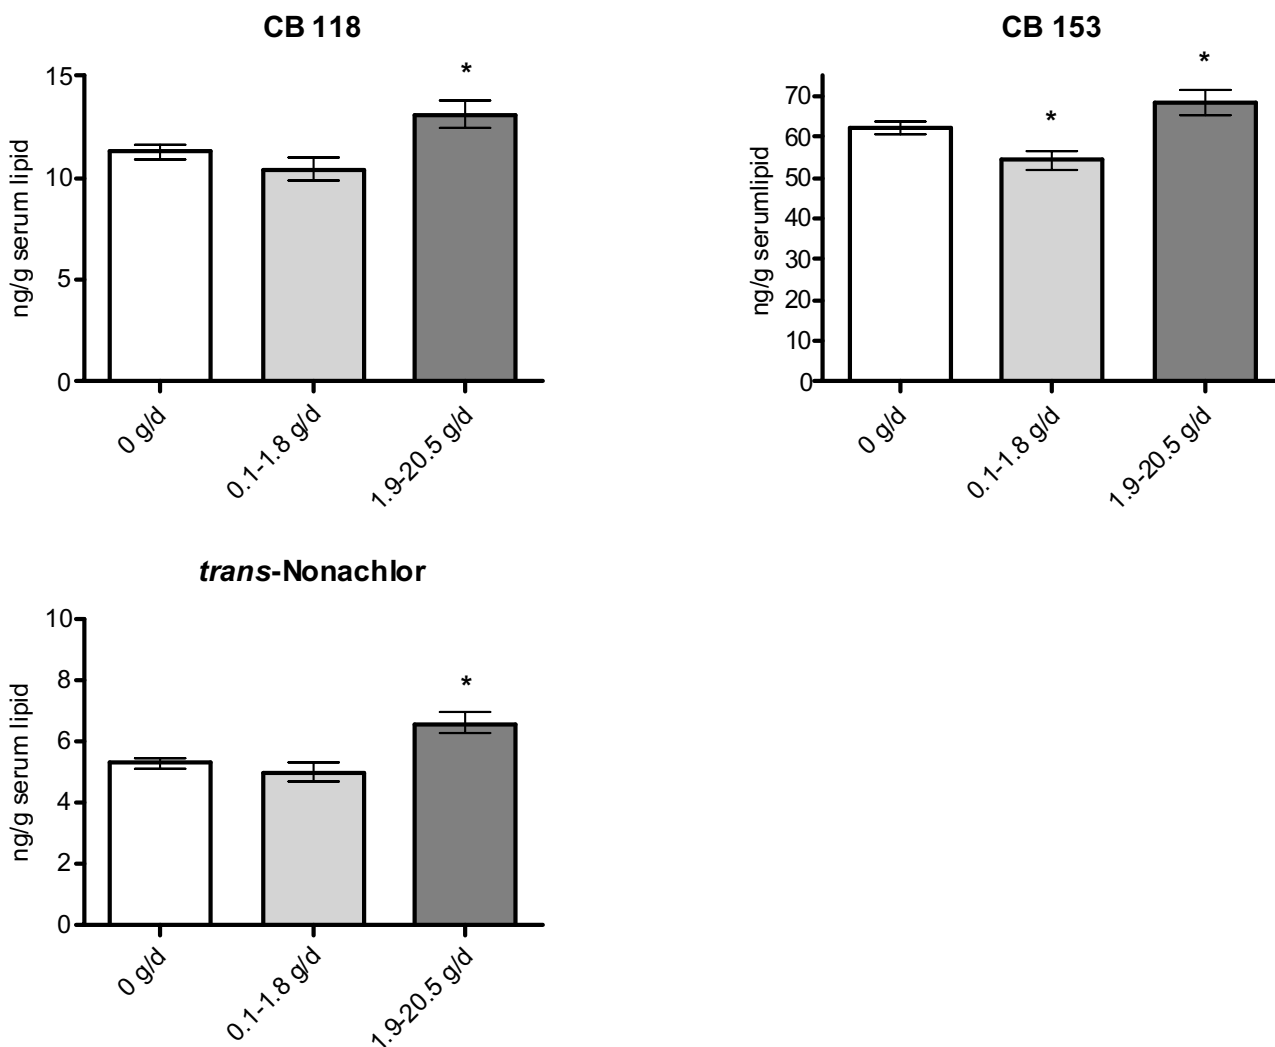 CB 118
*
15
10
5
0
ng/g serum lipid
0 g/d
0.1-1.8 g/d
1.9-20.5 g/d
CB 153
*
*
70
60
50
40
30
20
10
0
ng/g serumlipid
0 g/d
0.1-1.8 g/d
1.9-20.5 g/d
trans-Nonachlor
*
10
8
6
4
2
0
ng/g serum lipid
0 g/d
0.1-1.8 g/d
1.9-20.5 g/d